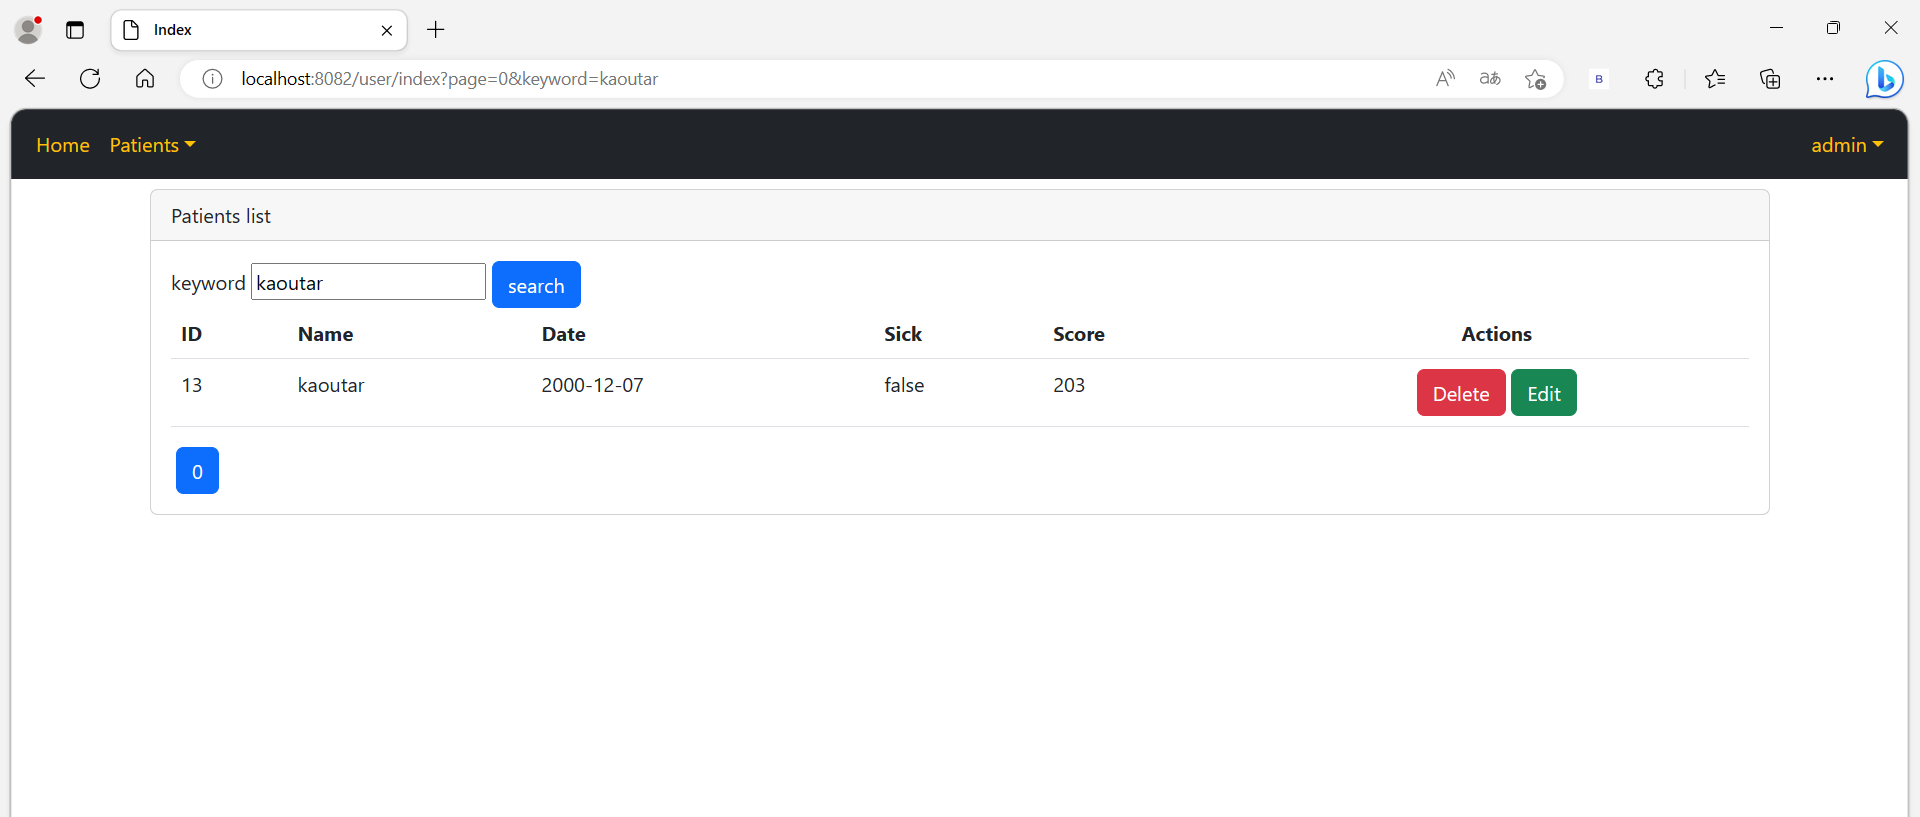 Index
localhost:8082/user/index?page=0&keyword=kaoutar
B
Home Patients admin
Patients list
keyword kaoutar search
ID Name Date Sick Score Actions
13 kaoutar 2000-12-07 false 203 Delete Edit
0